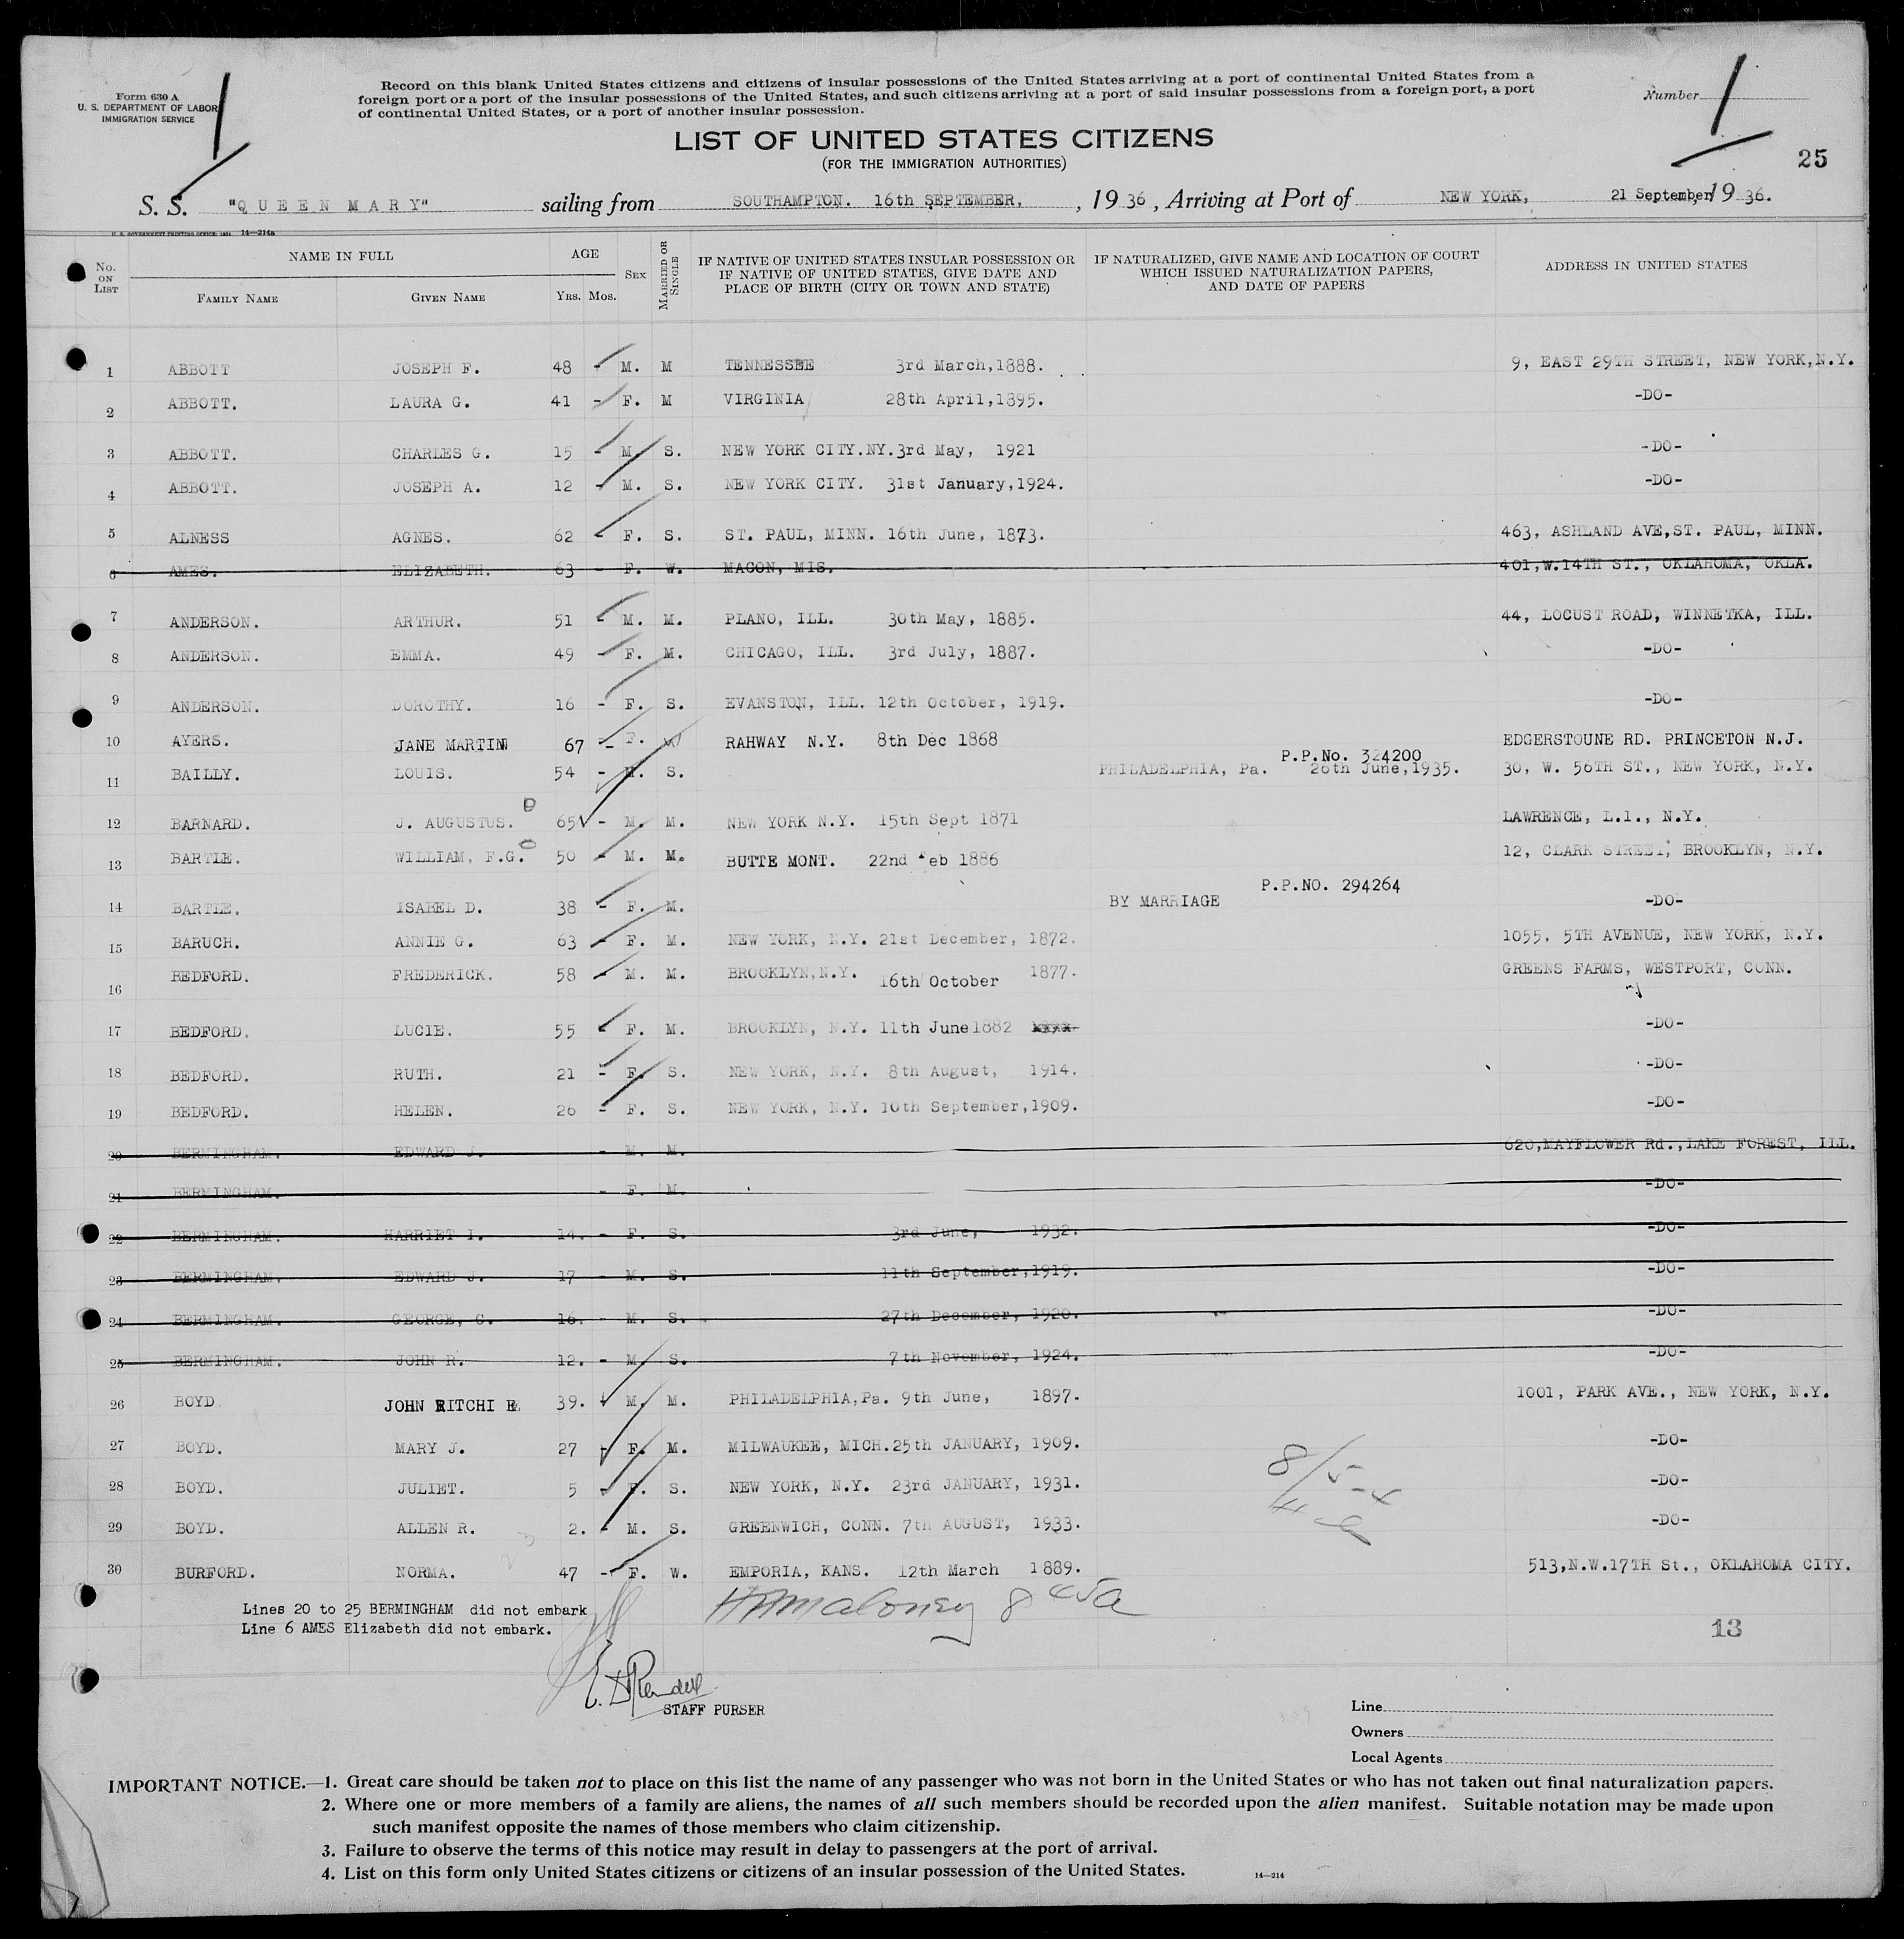 Form 630 A
U. S. DEPARTMENT OF LABOR
IMMIGRATION SERVICE
1
Record on this blank United States citizens and citizens of insular possessions of the United States arriving at a port of continental United States from a
foreign port or a port of the insular possessions of the United States, and such citizens arriving at a port of said insular possessions from a foreign port, a port
of continental United States, or a port of another insular possession.
Number 1
LIST OF UNITED STATES CITIZENS
(FOR THE IMMIGRATION AUTHORITIES)
25
S. S. "QUEEN MARY" sailing from SOUTHAMPTON. 16th SEPTEMBER, , 19 36 , Arriving at Port of NEW YORK, 21 September, 19 36.
U. S. GOVERNMENT PRINTING OFFICE: 1934 14—214a
No. ON LIST
NAME IN FULL
FAMILY NAME
GIVEN NAME
AGE
YRS. MOS.
SEX
MARRIED OR SINGLE
IF NATIVE OF UNITED STATES INSULAR POSSESSION OR
IF NATIVE OF UNITED STATES, GIVE DATE AND
PLACE OF BIRTH (CITY OR TOWN AND STATE)
IF NATURALIZED, GIVE NAME AND LOCATION OF COURT
WHICH ISSUED NATURALIZATION PAPERS,
AND DATE OF PAPERS
ADDRESS IN UNITED STATES
1 ABBOTT JOSEPH F. 48 - M. M TENNESSEE 3rd March,1888. 9, EAST 29TH STREET, NEW YORK,N.Y.
2 ABBOTT. LAURA G. 41 - F. M VIRGINIA 28th April,1895. -DO-
3 ABBOTT. CHARLES G. 15 - M. S. NEW YORK CITY.NY.3rd May, 1921 -DO-
4 ABBOTT. JOSEPH A. 12 - M. S. NEW YORK CITY. 31st January,1924. -DO-
5 ALNESS AGNES. 62 - F. S. ST. PAUL, MINN. 16th June, 1873. 463, ASHLAND AVE,ST. PAUL, MINN.
6 AMES. ELIZABETH. 63 - F. W. MACON, MIS. 401,W.14TH ST., OKLAHOMA, OKLA.
7 ANDERSON. ARTHUR. 51 - M. M. PLANO, ILL. 30th May, 1885. 44, LOCUST ROAD, WINNETKA, ILL.
8 ANDERSON. EMMA. 49 - F. M. CHICAGO, ILL. 3rd July, 1887. -DO-
9 ANDERSON. DOROTHY. 16 - F. S. EVANSTON, ILL. 12th October, 1919. -DO-
10 AYERS. JANE MARTIN 67 - F. W RAHWAY N.Y. 8th Dec 1868 EDGERSTOUNE RD. PRINCETON N.J.
P.P.No. 324200
11 BAILLY. LOUIS. 54 - M. S. PHILADELPHIA, Pa. 26th June,1935. 30, W. 56TH ST., NEW YORK, N.Y.
12 BARNARD. J. AUGUSTUS. 65 - M. M. NEW YORK N.Y. 15th Sept 1871 LAWRENCE, L.I., N.Y.
13 BARTLE. WILLIAM, F.G. 50 - M. M. BUTTE MONT. 22nd Feb 1886 12, CLARK STREET, BROOKLYN, N.Y.
P.P.NO. 294264
14 BARTLE. ISABEL D. 38 - F. M. BY MARRIAGE -DO-
15 BARUCH. ANNIE G. 63 - F. M. NEW YORK, N.Y. 21st December, 1872. 1055, 5TH AVENUE, NEW YORK, N.Y.
16 BEDFORD. FREDERICK. 58 - M. M. BROOKLYN,N.Y. 16th October 1877. GREENS FARMS, WESTPORT, CONN.
17 BEDFORD. LUCIE. 55 - F. M. BROOKLYN, N.Y. 11th June 1882 -DO-
18 BEDFORD. RUTH. 21 - F. S. NEW YORK, N.Y. 8th August, 1914. -DO-
19 BEDFORD. HELEN. 26 - F. S. NEW YORK, N.Y. 10th September,1909. -DO-
20 BERMINGHAM. EDWARD J. - M. M. 620,MAYFLOWER Rd.,LAKE FOREST, ILL.
21 BERMINGHAM. - F. M. -DO-
22 BERMINGHAM. HARRIET I. 14. - F. S. 3rd June, 1932. -DO-
23 BERMINGHAM. EDWARD J. 17 - M. S. 11th September,1919. -DO-
24 BERMINGHAM. GEORGE, C. 16. - M. S. 27th December, 1920. -DO-
25 BERMINGHAM. JOHN R. 12. - M. S. 7th November, 1924. -DO-
26 BOYD JOHN RITCHIE 39. M. M. PHILADELPHIA,Pa. 9th June, 1897. 1001, PARK AVE., NEW YORK, N.Y.
27 BOYD. MARY J. 27 F. M. MILWAUKEE, MICH.25th JANUARY, 1909. -DO-
28 BOYD. JULIET. 5 - F. S. NEW YORK, N.Y. 23rd JANUARY, 1931. -DO-
29 BOYD. ALLEN R. 2. - M. S. GREENWICH, CONN. 7th AUGUST, 1933. -DO-
30 BURFORD. NORMA. 47 - F. W. EMPORIA, KANS. 12th March 1889. 513,N.W.17TH St., OKLAHOMA CITY.
Lines 20 to 25 BERMINGHAM did not embark
Line 6 AMES Elizabeth did not embark.
Maloney 8 45a
13
STAFF PURSER
Line
Owners
Local Agents
IMPORTANT NOTICE.—1. Great care should be taken not to place on this list the name of any passenger who was not born in the United States or who has not taken out final naturalization papers.
2. Where one or more members of a family are aliens, the names of all such members should be recorded upon the alien manifest. Suitable notation may be made upon
such manifest opposite the names of those members who claim citizenship.
3. Failure to observe the terms of this notice may result in delay to passengers at the port of arrival.
4. List on this form only United States citizens or citizens of an insular possession of the United States.
14—214